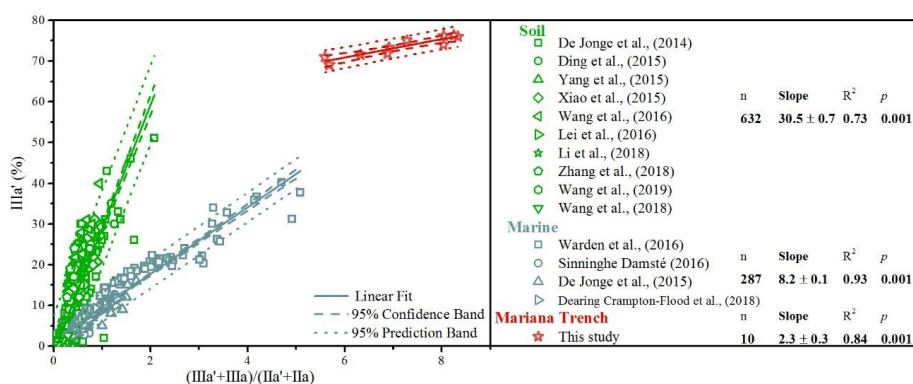 80
70
60
50
40
30
20
10
0
IIIa' (%)
0 2 4 6 8
(IIIa'+IIIa)/(IIa'+IIa)
Linear Fit
95% Confidence Band
95% Prediction Band
Soil
De Jonge et al., (2014)
Ding et al., (2015)
Yang et al., (2015)
Xiao et al., (2015) n Slope R² p
Wang et al., (2016) 632 30.5 ± 0.7 0.73 0.001
Lei et al., (2016)
Li et al., (2018)
Zhang et al., (2018)
Wang et al., (2019)
Wang et al., (2018)
Marine
Warden et al., (2016)
Sinninghe Damsté (2016) n Slope R² p
De Jonge et al., (2015) 287 8.2 ± 0.1 0.93 0.001
Dearing Crampton-Flood et al., (2018)
Mariana Trench n Slope R² p
This study 10 2.3 ± 0.3 0.84 0.001